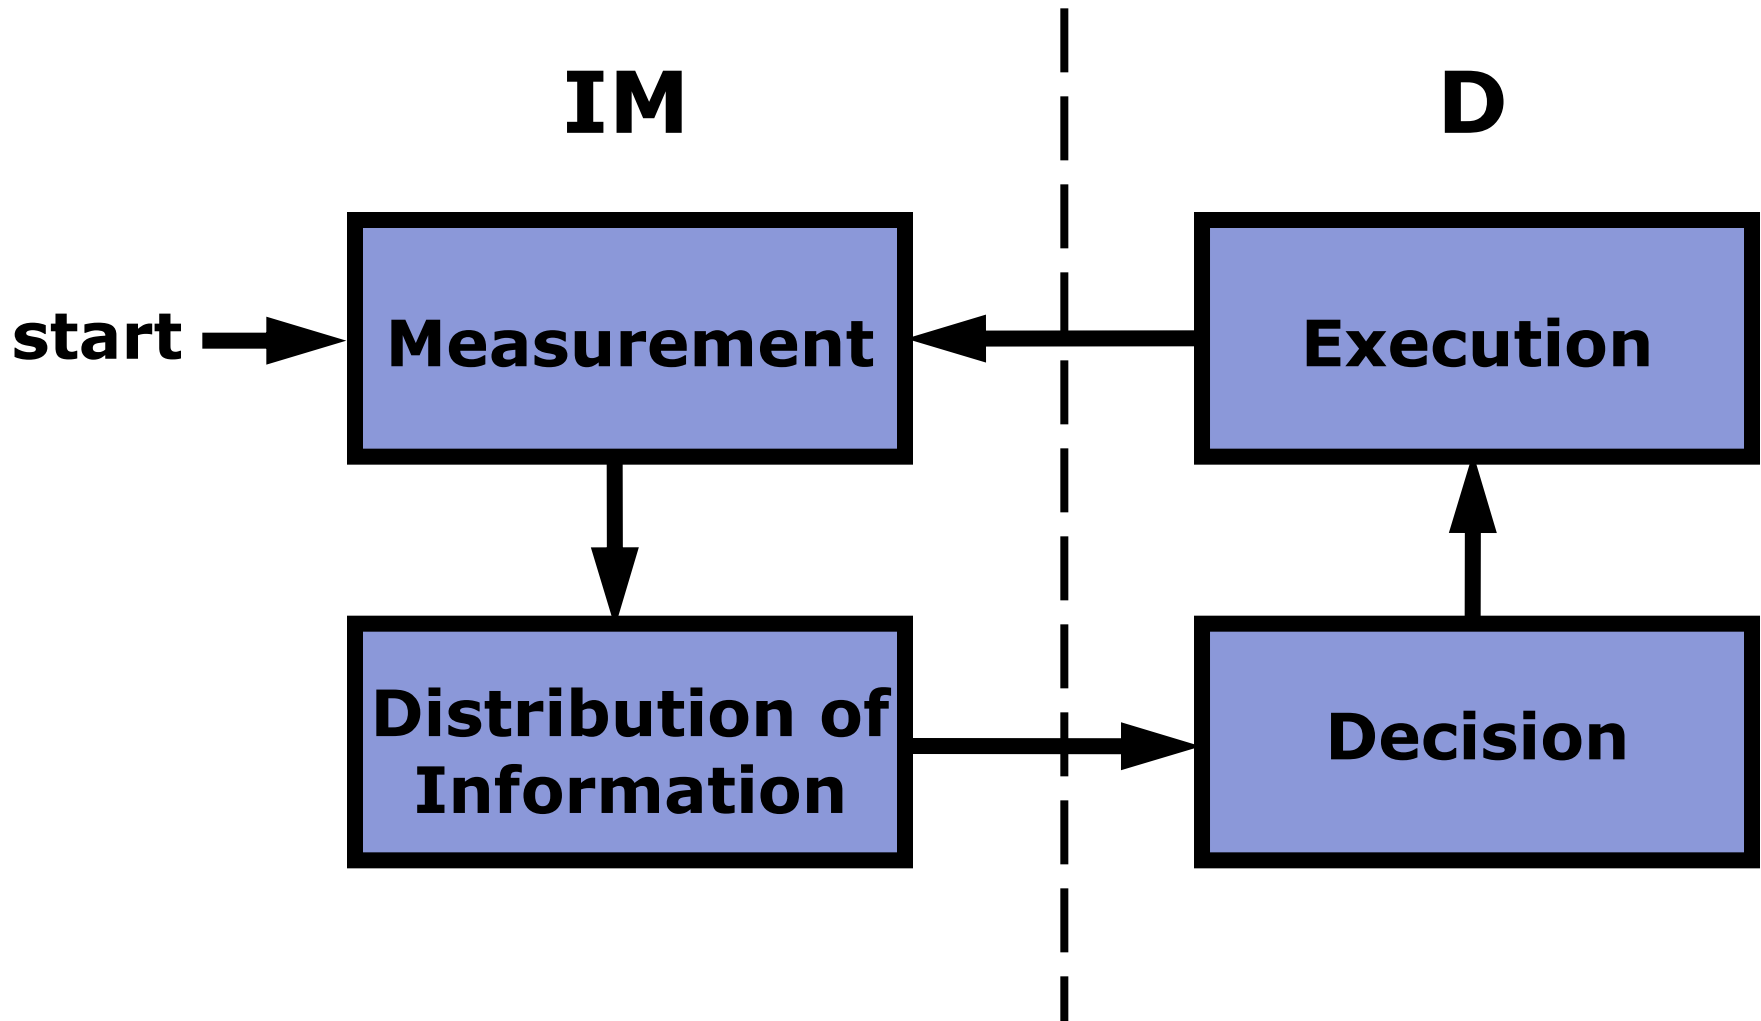 IM
D
start
Measurement
Execution
Distribution of
Information
Decision